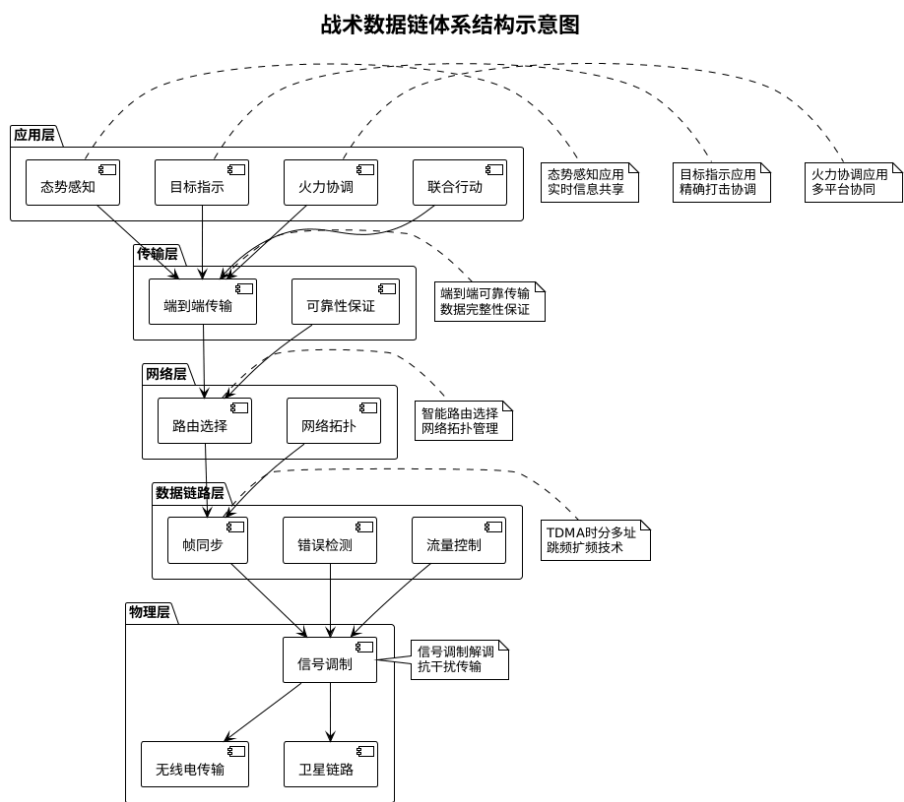 战术数据链体系结构示意图
应用层
态势感知
目标指示
火力协调
联合行动
态势感知应用
实时信息共享
目标指示应用
精确打击协调
火力协调应用
多平台协同
传输层
端到端传输
可靠性保证
端到端可靠传输
数据完整性保证
网络层
路由选择
网络拓扑
智能路由选择
网络拓扑管理
数据链路层
帧同步
错误检测
流量控制
TDMA时分多址
跳频扩频技术
物理层
信号调制
信号调制解调
抗干扰传输
无线电传输
卫星链路